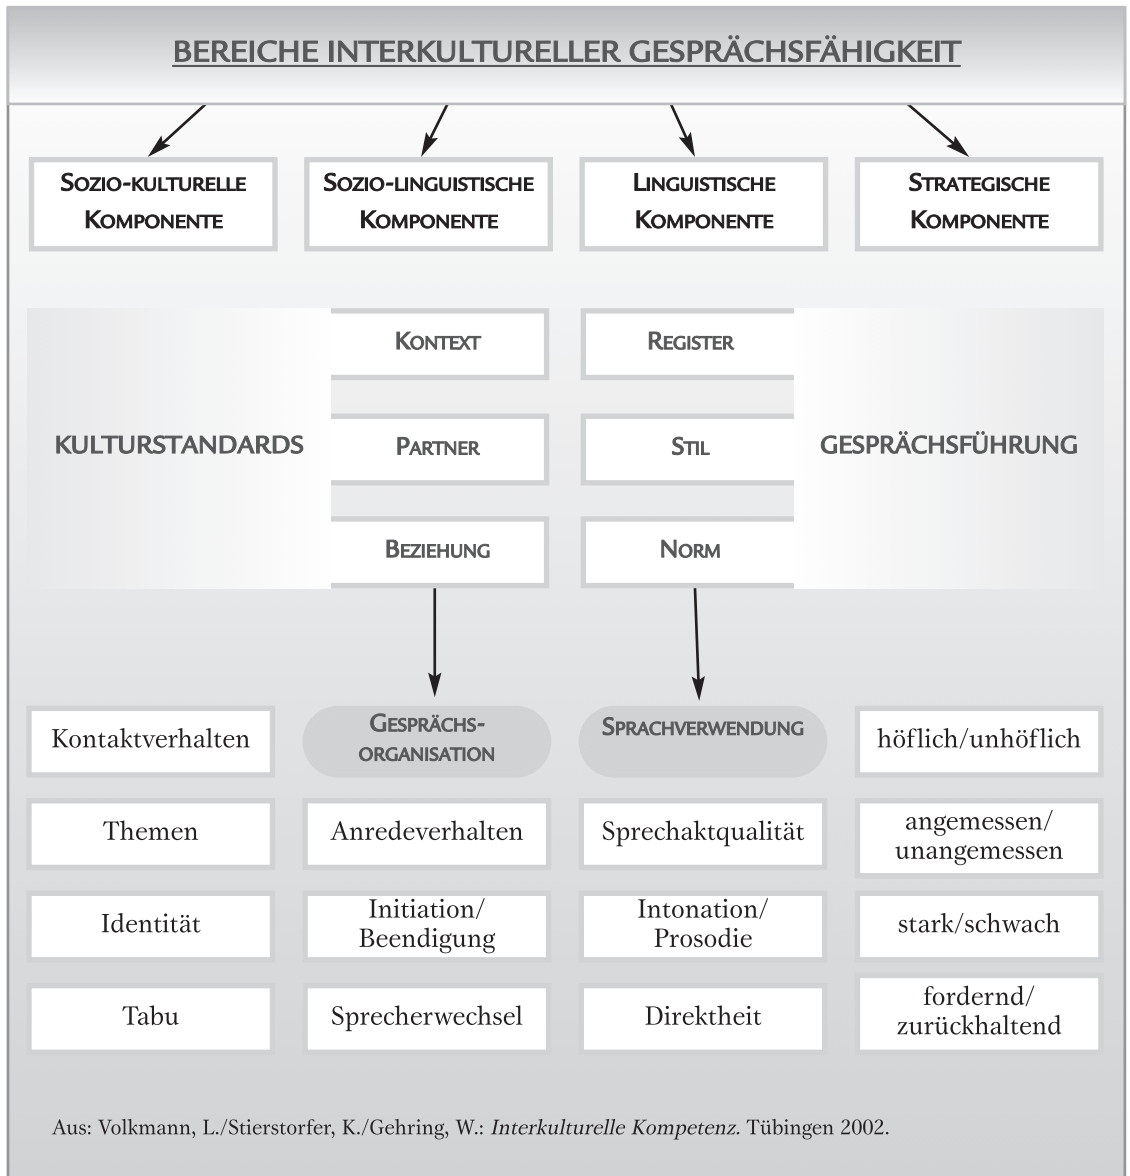 BEREICHE INTERKULTURELLER GESPRÄCHSFÄHIGKEIT
SOZIO-KULTURELLE
KOMPONENTE
SOZIO-LINGUISTISCHE
KOMPONENTE
LINGUISTISCHE
KOMPONENTE
STRATEGISCHE
KOMPONENTE
KULTURSTANDARDS
KONTEXT
PARTNER
BEZIEHUNG
REGISTER
STIL
NORM
GESPRÄCHSFÜHRUNG
Kontaktverhalten
Themen
Identität
Tabu
GESPRÄCHS-
ORGANISATION
Anredeverhalten
Initiation/
Beendigung
Sprecherwechsel
SPRACHVERWENDUNG
Sprechaktqualität
Intonation/
Prosodie
Direktheit
höflich/unhöflich
angemessen/
unangemessen
stark/schwach
fordernd/
zurückhaltend
Aus: Volkmann, L./Stierstorfer, K./Gehring, W.: Interkulturelle Kompetenz. Tübingen 2002.